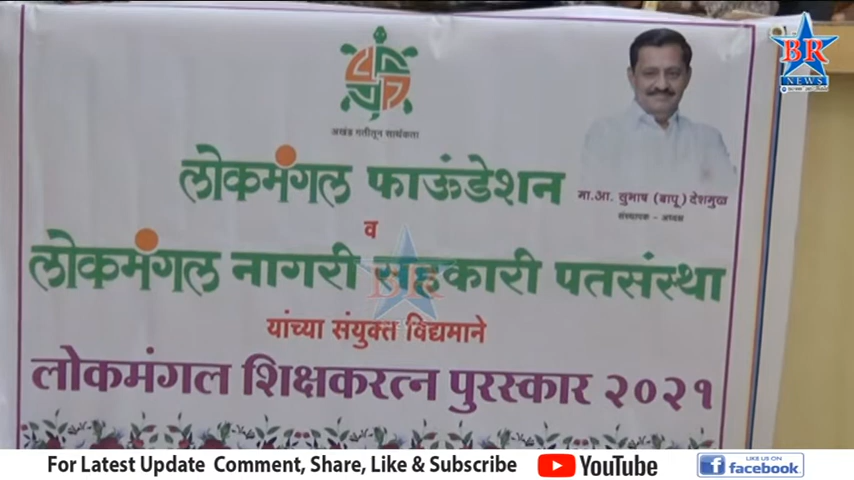 BR
NEWS
अखंड गतीतून सार्थकता
लोकमंगल फाऊंडेशन
मा.आ. सुभाष (बापू) देशमुख
संस्थापक - अध्यक्ष
व
लोकमंगल नागरी सहकारी पतसंस्था
BR
यांच्या संयुक्त विद्यमाने
लोकमंगल शिक्षकरत्न पुरस्कार २०२१
For Latest Update Comment, Share, Like & Subscribe
YouTube
LIKE US ON
facebook